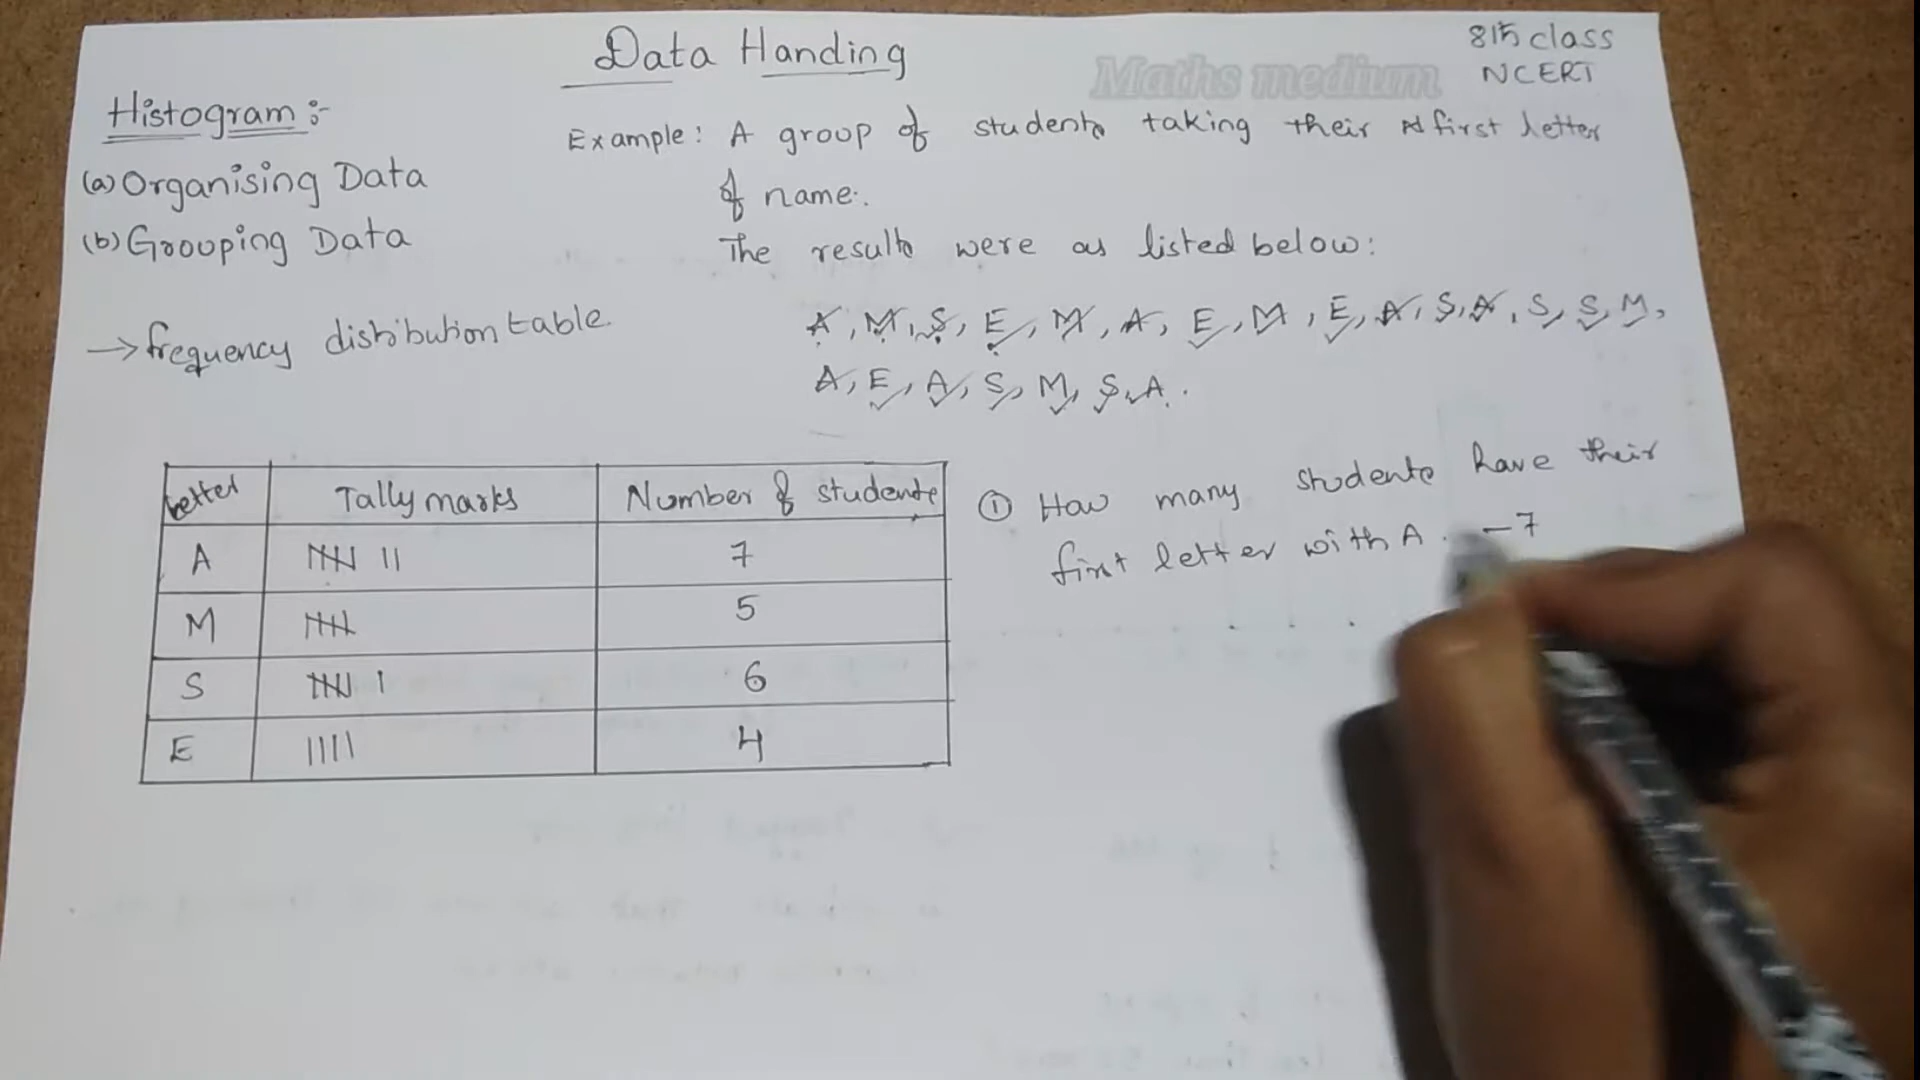 Data Handing
8th class
NCERT
Maths medium
Histogram :-
(a) Organising Data
(b) Grouping Data
→ frequency distribution table
Example: A group of students taking their first letter
of name:.
The results were as listed below:
A, M, S, E, M, A, E, M, E, A, S, A, S, S, M,
A, E, A, S, M, S, A.
Letter Tally marks Number of students
A 𝍸 || 7
M 𝍸 5
S 𝍸 | 6
E |||| 4
① How many students have their
first letter with A. – 7